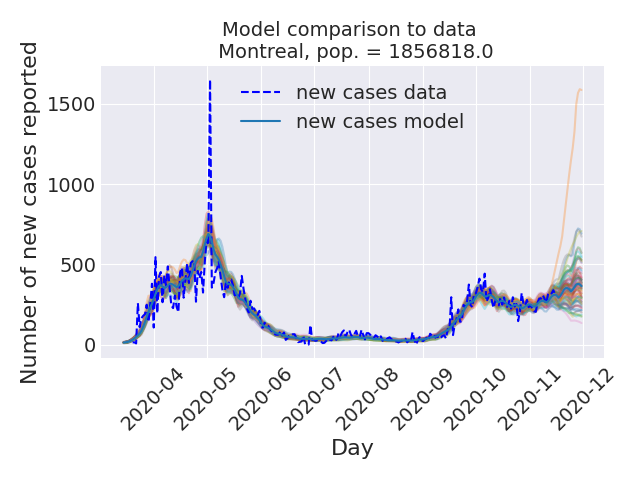 Model comparison to data
Montreal, pop. = 1856818.0
Number of new cases reported
1500
1000
500
0
new cases data
new cases model
2020-04
2020-05
2020-06
2020-07
2020-08
2020-09
2020-10
2020-11
2020-12
Day